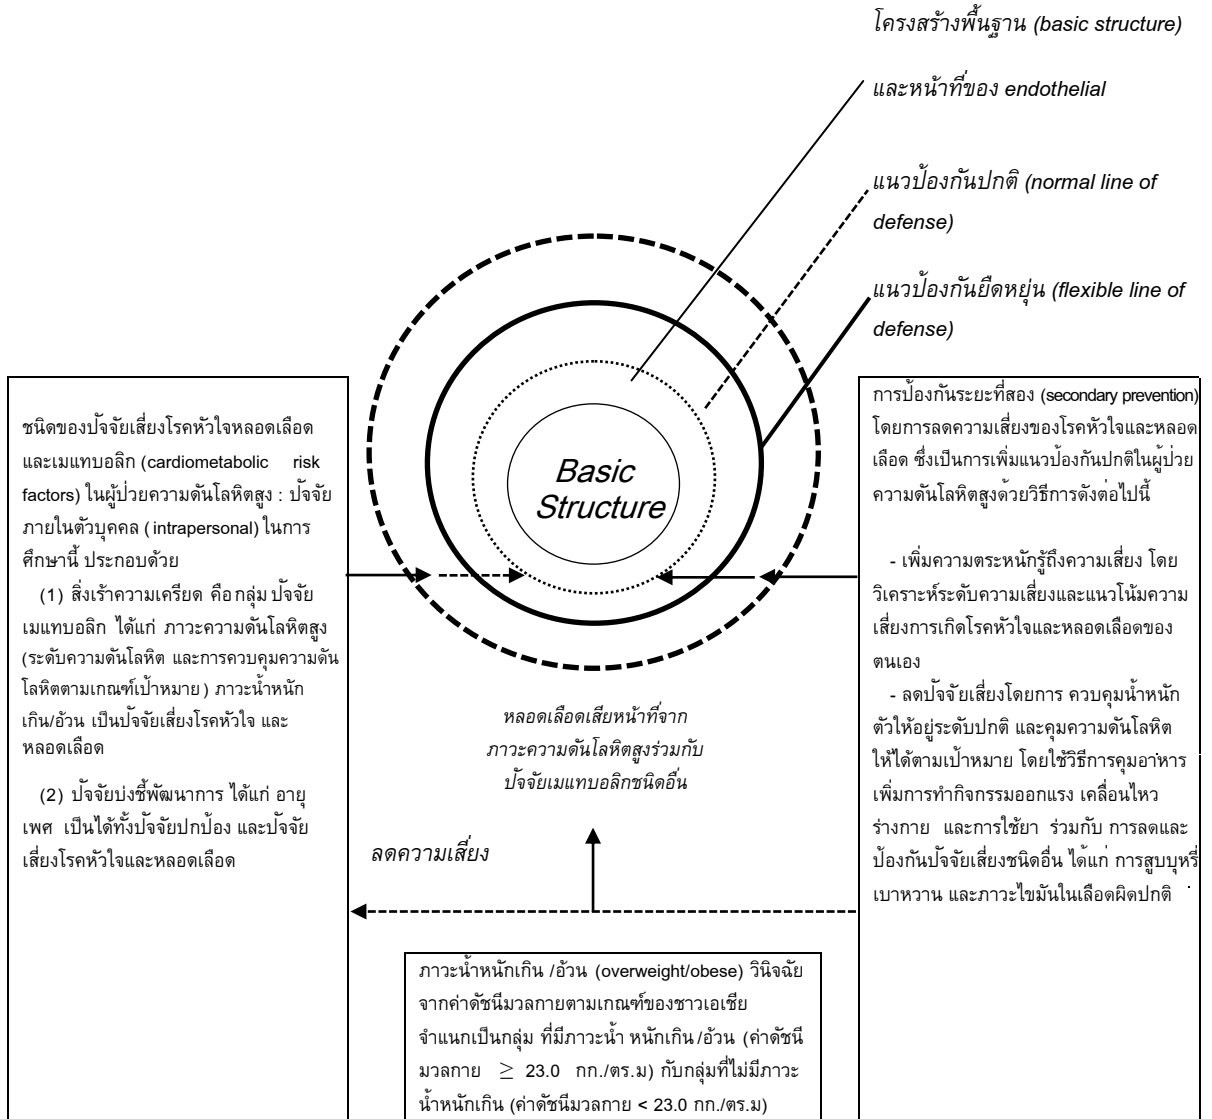 โครงสร้างพื้นฐาน (basic structure)
และหน้าที่ของ endothelial
แนวป้องกันปกติ (normal line of
defense)
แนวป้องกันยืดหยุ่น (flexible line of
defense)
Basic
Structure
ชนิดของปัจจัยเสี่ยงโรคหัวใจหลอดเลือด
และเมแทบอลิก (cardiometabolic risk
factors) ในผู้ป่วยความดันโลหิตสูง : ปัจจัย
ภายในตัวบุคคล (intrapersonal) ในการ
ศึกษานี้ ประกอบด้วย
(1) สิ่งเร้าความเครียด คือกลุ่ม ปัจจัย
เมแทบอลิก ได้แก่ ภาวะความดันโลหิตสูง
(ระดับความดันโลหิต และการควบคุมความดัน
โลหิตตามเกณฑ์เป้าหมาย) ภาวะน้ำหนัก
เกิน/อ้วน เป็นปัจจัยเสี่ยงโรคหัวใจ และ
หลอดเลือด
(2) ปัจจัยบ่งชี้พัฒนาการ ได้แก่ อายุ
เพศ เป็นได้ทั้งปัจจัยปกป้อง และปัจจัย
เสี่ยงโรคหัวใจและหลอดเลือด
การป้องกันระยะที่สอง (secondary prevention)
โดยการลดความเสี่ยงของโรคหัวใจและหลอด
เลือด ซึ่งเป็นการเพิ่มแนวป้องกันปกติในผู้ป่วย
ความดันโลหิตสูงด้วยวิธีการดังต่อไปนี้
- เพิ่มความตระหนักรู้ถึงความเสี่ยง โดย
วิเคราะห์ระดับความเสี่ยงและแนวโน้มความ
เสี่ยงการเกิดโรคหัวใจและหลอดเลือดของ
ตนเอง
- ลดปัจจัยเสี่ยงโดยการ ควบคุมน้ำหนัก
ตัวให้อยู่ระดับปกติ และคุมความดันโลหิต
ให้ได้ตามเป้าหมาย โดยใช้วิธีการคุมอาหาร
เพิ่มการทำกิจกรรมออกแรง เคลื่อนไหว
ร่างกาย และการใช้ยา ร่วมกับ การลดและ
ป้องกันปัจจัยเสี่ยงชนิดอื่น ได้แก่ การสูบบุหรี่
เบาหวาน และภาวะไขมันในเลือดผิดปกติ
หลอดเลือดเสียหน้าที่จาก
ภาวะความดันโลหิตสูงร่วมกับ
ปัจจัยเมแทบอลิกชนิดอื่น
ลดความเสี่ยง
ภาวะน้ำหนักเกิน /อ้วน (overweight/obese) วินิจฉัย
จากค่าดัชนีมวลกายตามเกณฑ์ของชาวเอเชีย
จำแนกเป็นกลุ่ม ที่มีภาวะน้ำ หนักเกิน/อ้วน (ค่าดัชนี
มวลกาย ≥ 23.0 กก./ตร.ม) กับกลุ่มที่ไม่มีภาวะ
น้ำหนักเกิน (ค่าดัชนีมวลกาย < 23.0 กก./ตร.ม)